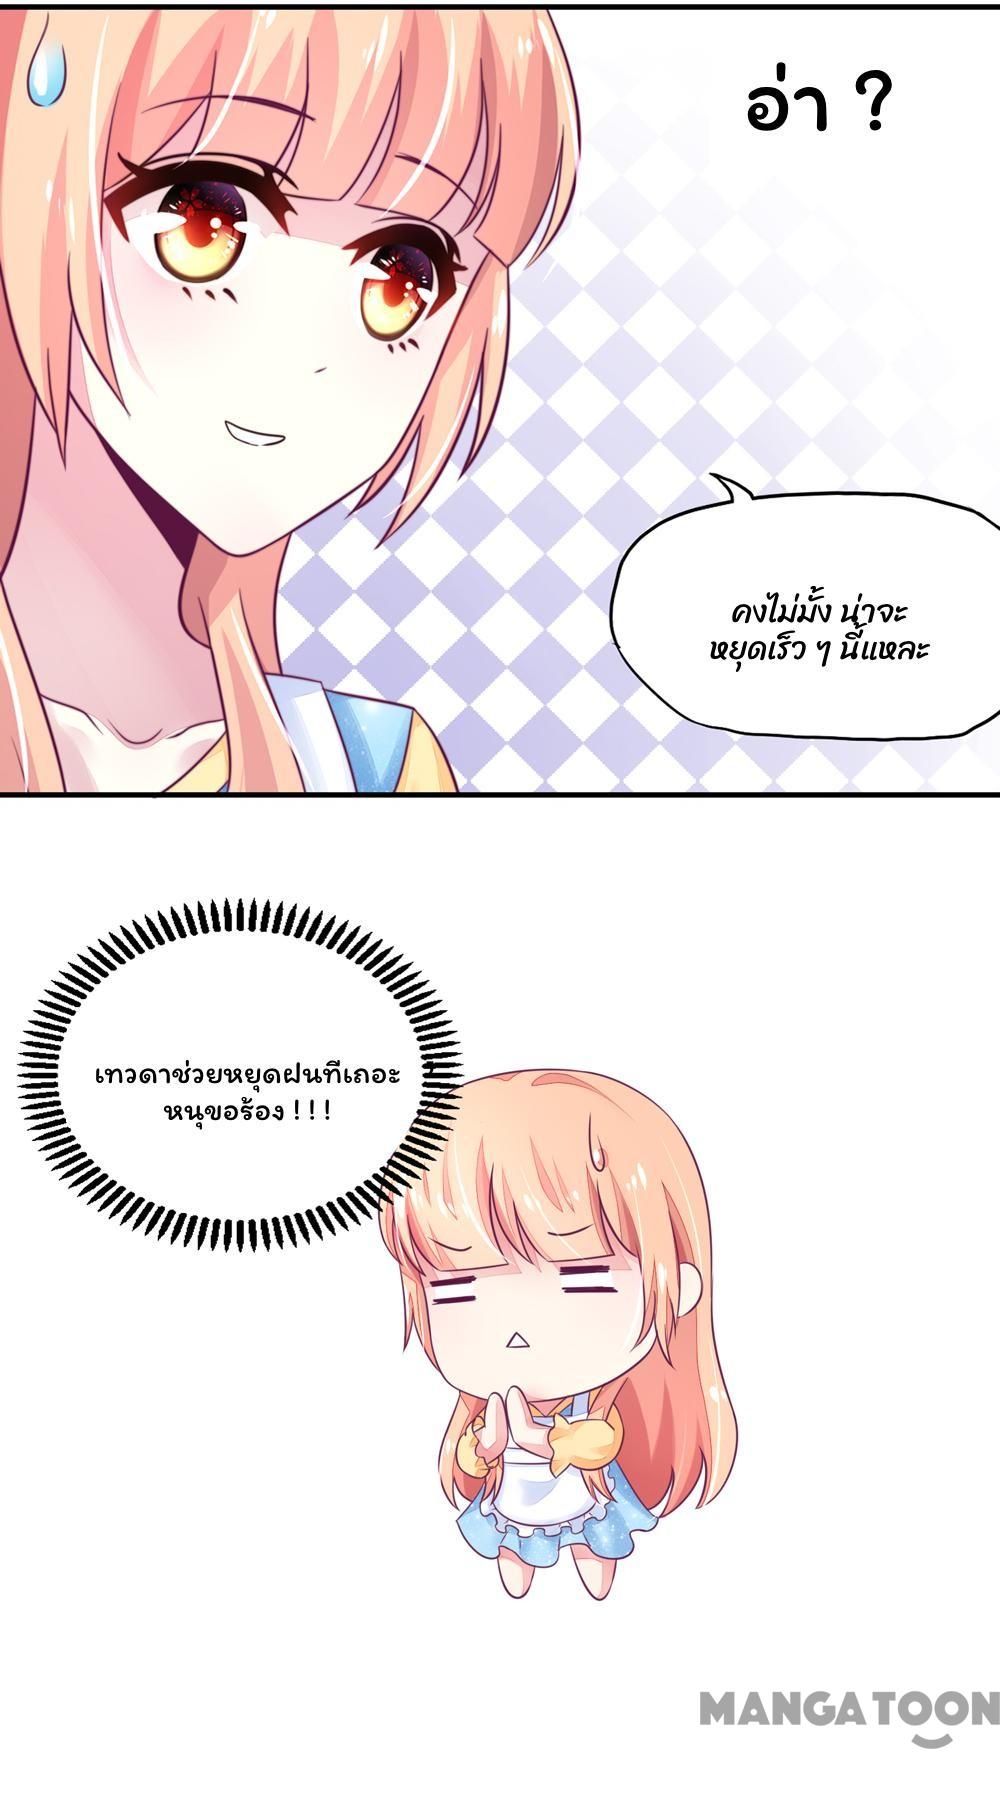 อ่า ?
คงไม่มั้ง น่าจะ
หยุดเร็ว ๆ นี้แหละ
เทวดาช่วยหยุดฝนทีเถอะ
หนูขอร้อง ! ! !
MANGATOON